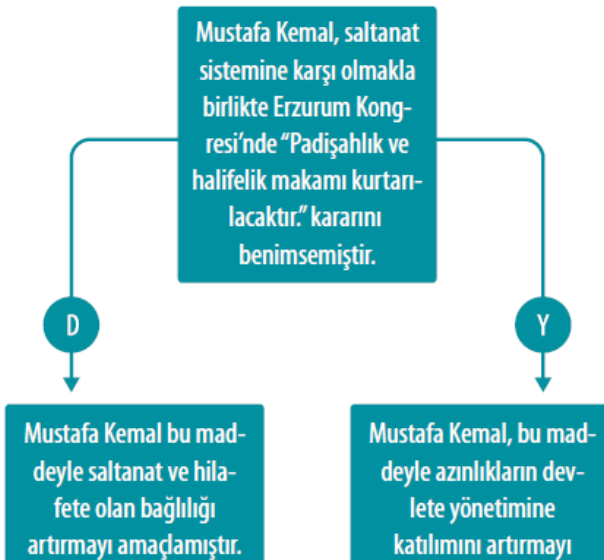 Mustafa Kemal, saltanat
sistemine karşı olmakla
birlikte Erzurum Kong-
resi’nde “Padişahlık ve
halifelik makamı kurtarı-
lacaktır.” kararını
benimsemiştir.
D
Y
Mustafa Kemal bu mad-
deyle saltanat ve hila-
fete olan bağlılığı
artırmayı amaçlamıştır.
Mustafa Kemal, bu mad-
deyle azınlıkların dev-
lete yönetimine
katılımını artırmayı